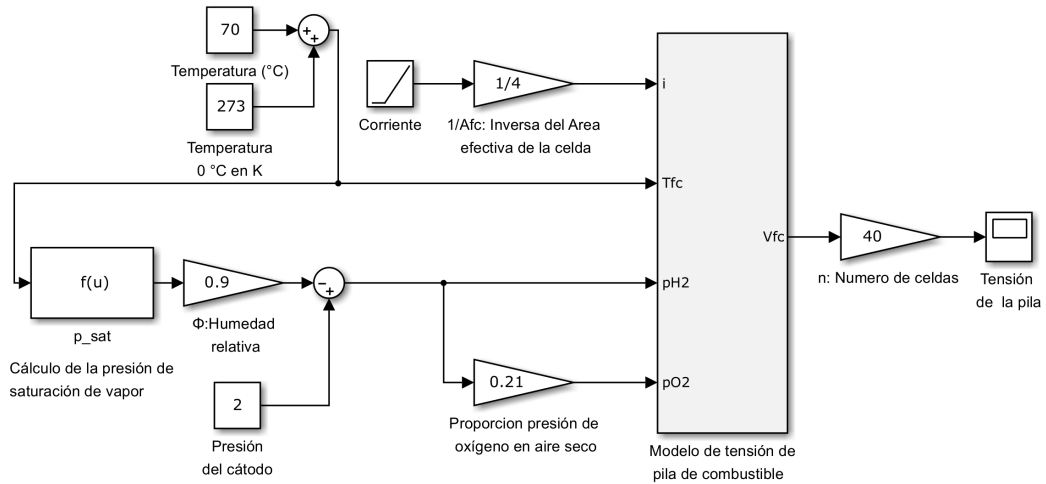 70
++
Temperatura (°C)
273
Temperatura
0 °C en K
Corriente
1/4
1/Afc: Inversa del Area
efectiva de la celda
i
Tfc
pH2
pO2
Vfc
Modelo de tensión de
pila de combustible
40
n: Numero de celdas
Tensión
de la pila
f(u)
p_sat
Cálculo de la presión de
saturación de vapor
0.9
Φ:Humedad
relativa
−+
2
Presión
del cátodo
0.21
Proporcion presión de
oxígeno en aire seco